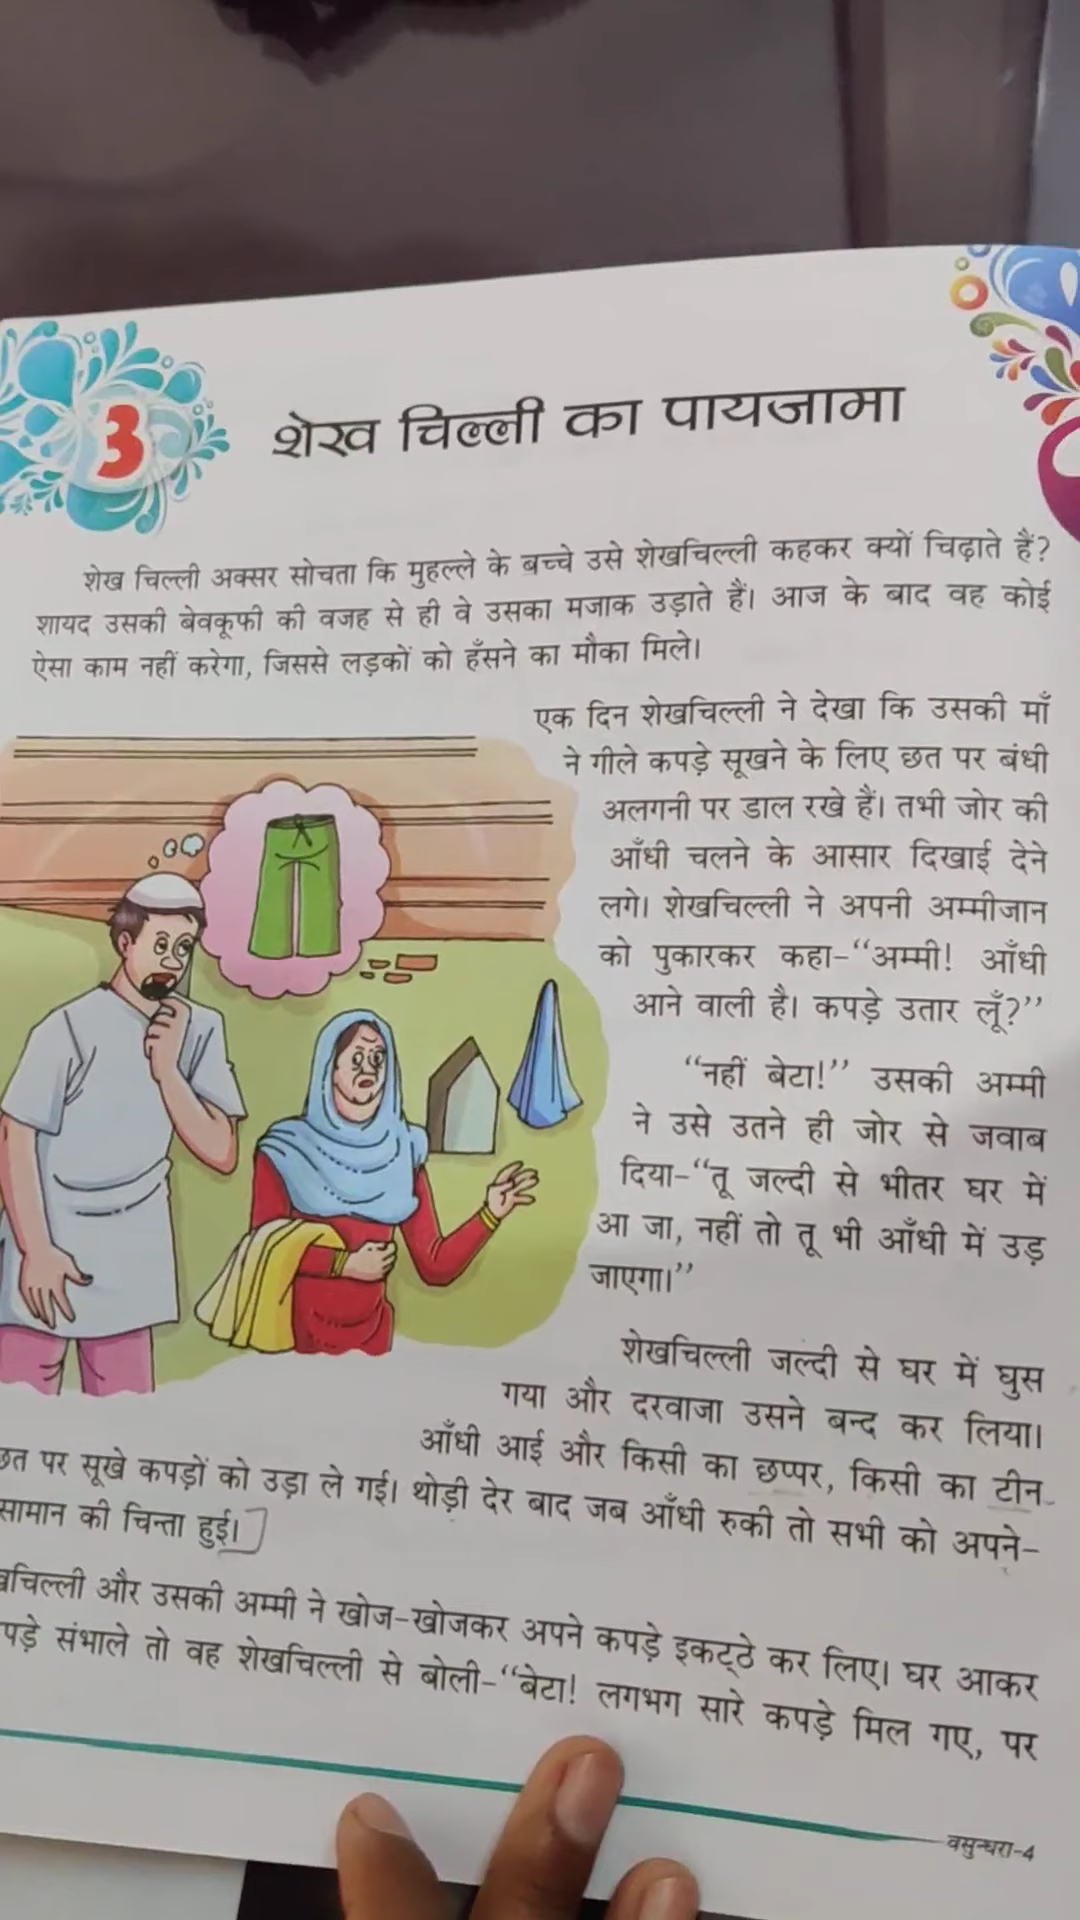 3
शेख चिल्ली का पायजामा
शेख चिल्ली अक्सर सोचता कि मुहल्ले के बच्चे उसे शेखचिल्ली कहकर क्यों चिढ़ाते हैं?
शायद उसकी बेवकूफी की वजह से ही वे उसका मजाक उड़ाते हैं। आज के बाद वह कोई
ऐसा काम नहीं करेगा, जिससे लड़कों को हँसने का मौका मिले।
एक दिन शेखचिल्ली ने देखा कि उसकी माँ
ने गीले कपड़े सूखने के लिए छत पर बंधी
अलगनी पर डाल रखे हैं। तभी जोर की
आँधी चलने के आसार दिखाई देने
लगे। शेखचिल्ली ने अपनी अम्मीजान
को पुकारकर कहा-“अम्मी! आँधी
आने वाली है। कपड़े उतार लूँ?”
“नहीं बेटा!” उसकी अम्मी
ने उसे उतने ही जोर से जवाब
दिया-“तू जल्दी से भीतर घर में
आ जा, नहीं तो तू भी आँधी में उड़
जाएगा।”
शेखचिल्ली जल्दी से घर में घुस
गया और दरवाजा उसने बन्द कर लिया।
आँधी आई और किसी का छप्पर, किसी का टीन
छत पर सूखे कपड़ों को उड़ा ले गई। थोड़ी देर बाद जब आँधी रुकी तो सभी को अपने-
सामान की चिन्ता हुई।
और उसकी अम्मी ने खोज-खोजकर अपने कपड़े इकट्ठे कर लिए। घर आकर
संभाले तो वह शेखचिल्ली से बोली-“बेटा! लगभग सारे कपड़े मिल गए, पर
वसुन्धरा-4